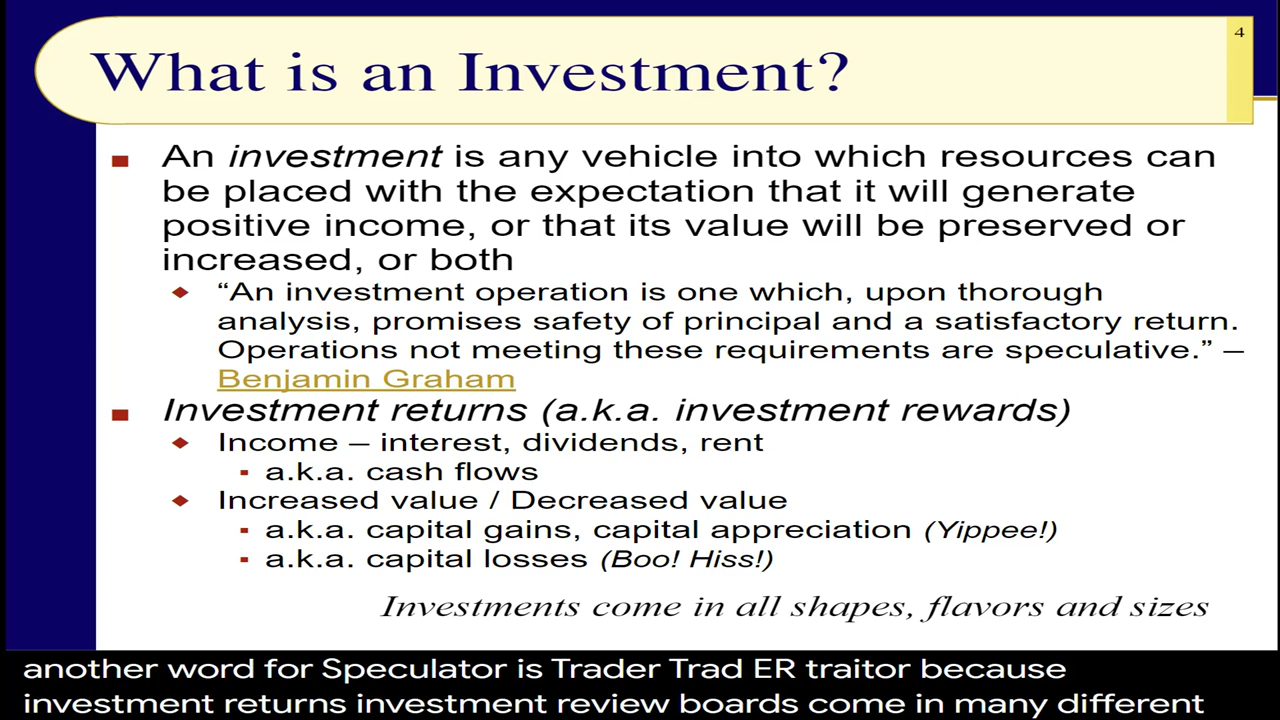 4
What is an Investment?
An investment is any vehicle into which resources can
be placed with the expectation that it will generate
positive income, or that its value will be preserved or
increased, or both
“An investment operation is one which, upon thorough
analysis, promises safety of principal and a satisfactory return.
Operations not meeting these requirements are speculative.” –
Benjamin Graham
Investment returns (a.k.a. investment rewards)
Income – interest, dividends, rent
a.k.a. cash flows
Increased value / Decreased value
a.k.a. capital gains, capital appreciation (Yippee!)
a.k.a. capital losses (Boo! Hiss!)
Investments come in all shapes, flavors and sizes
another word for Speculator is Trader Trad ER traitor because
investment returns investment review boards come in many different